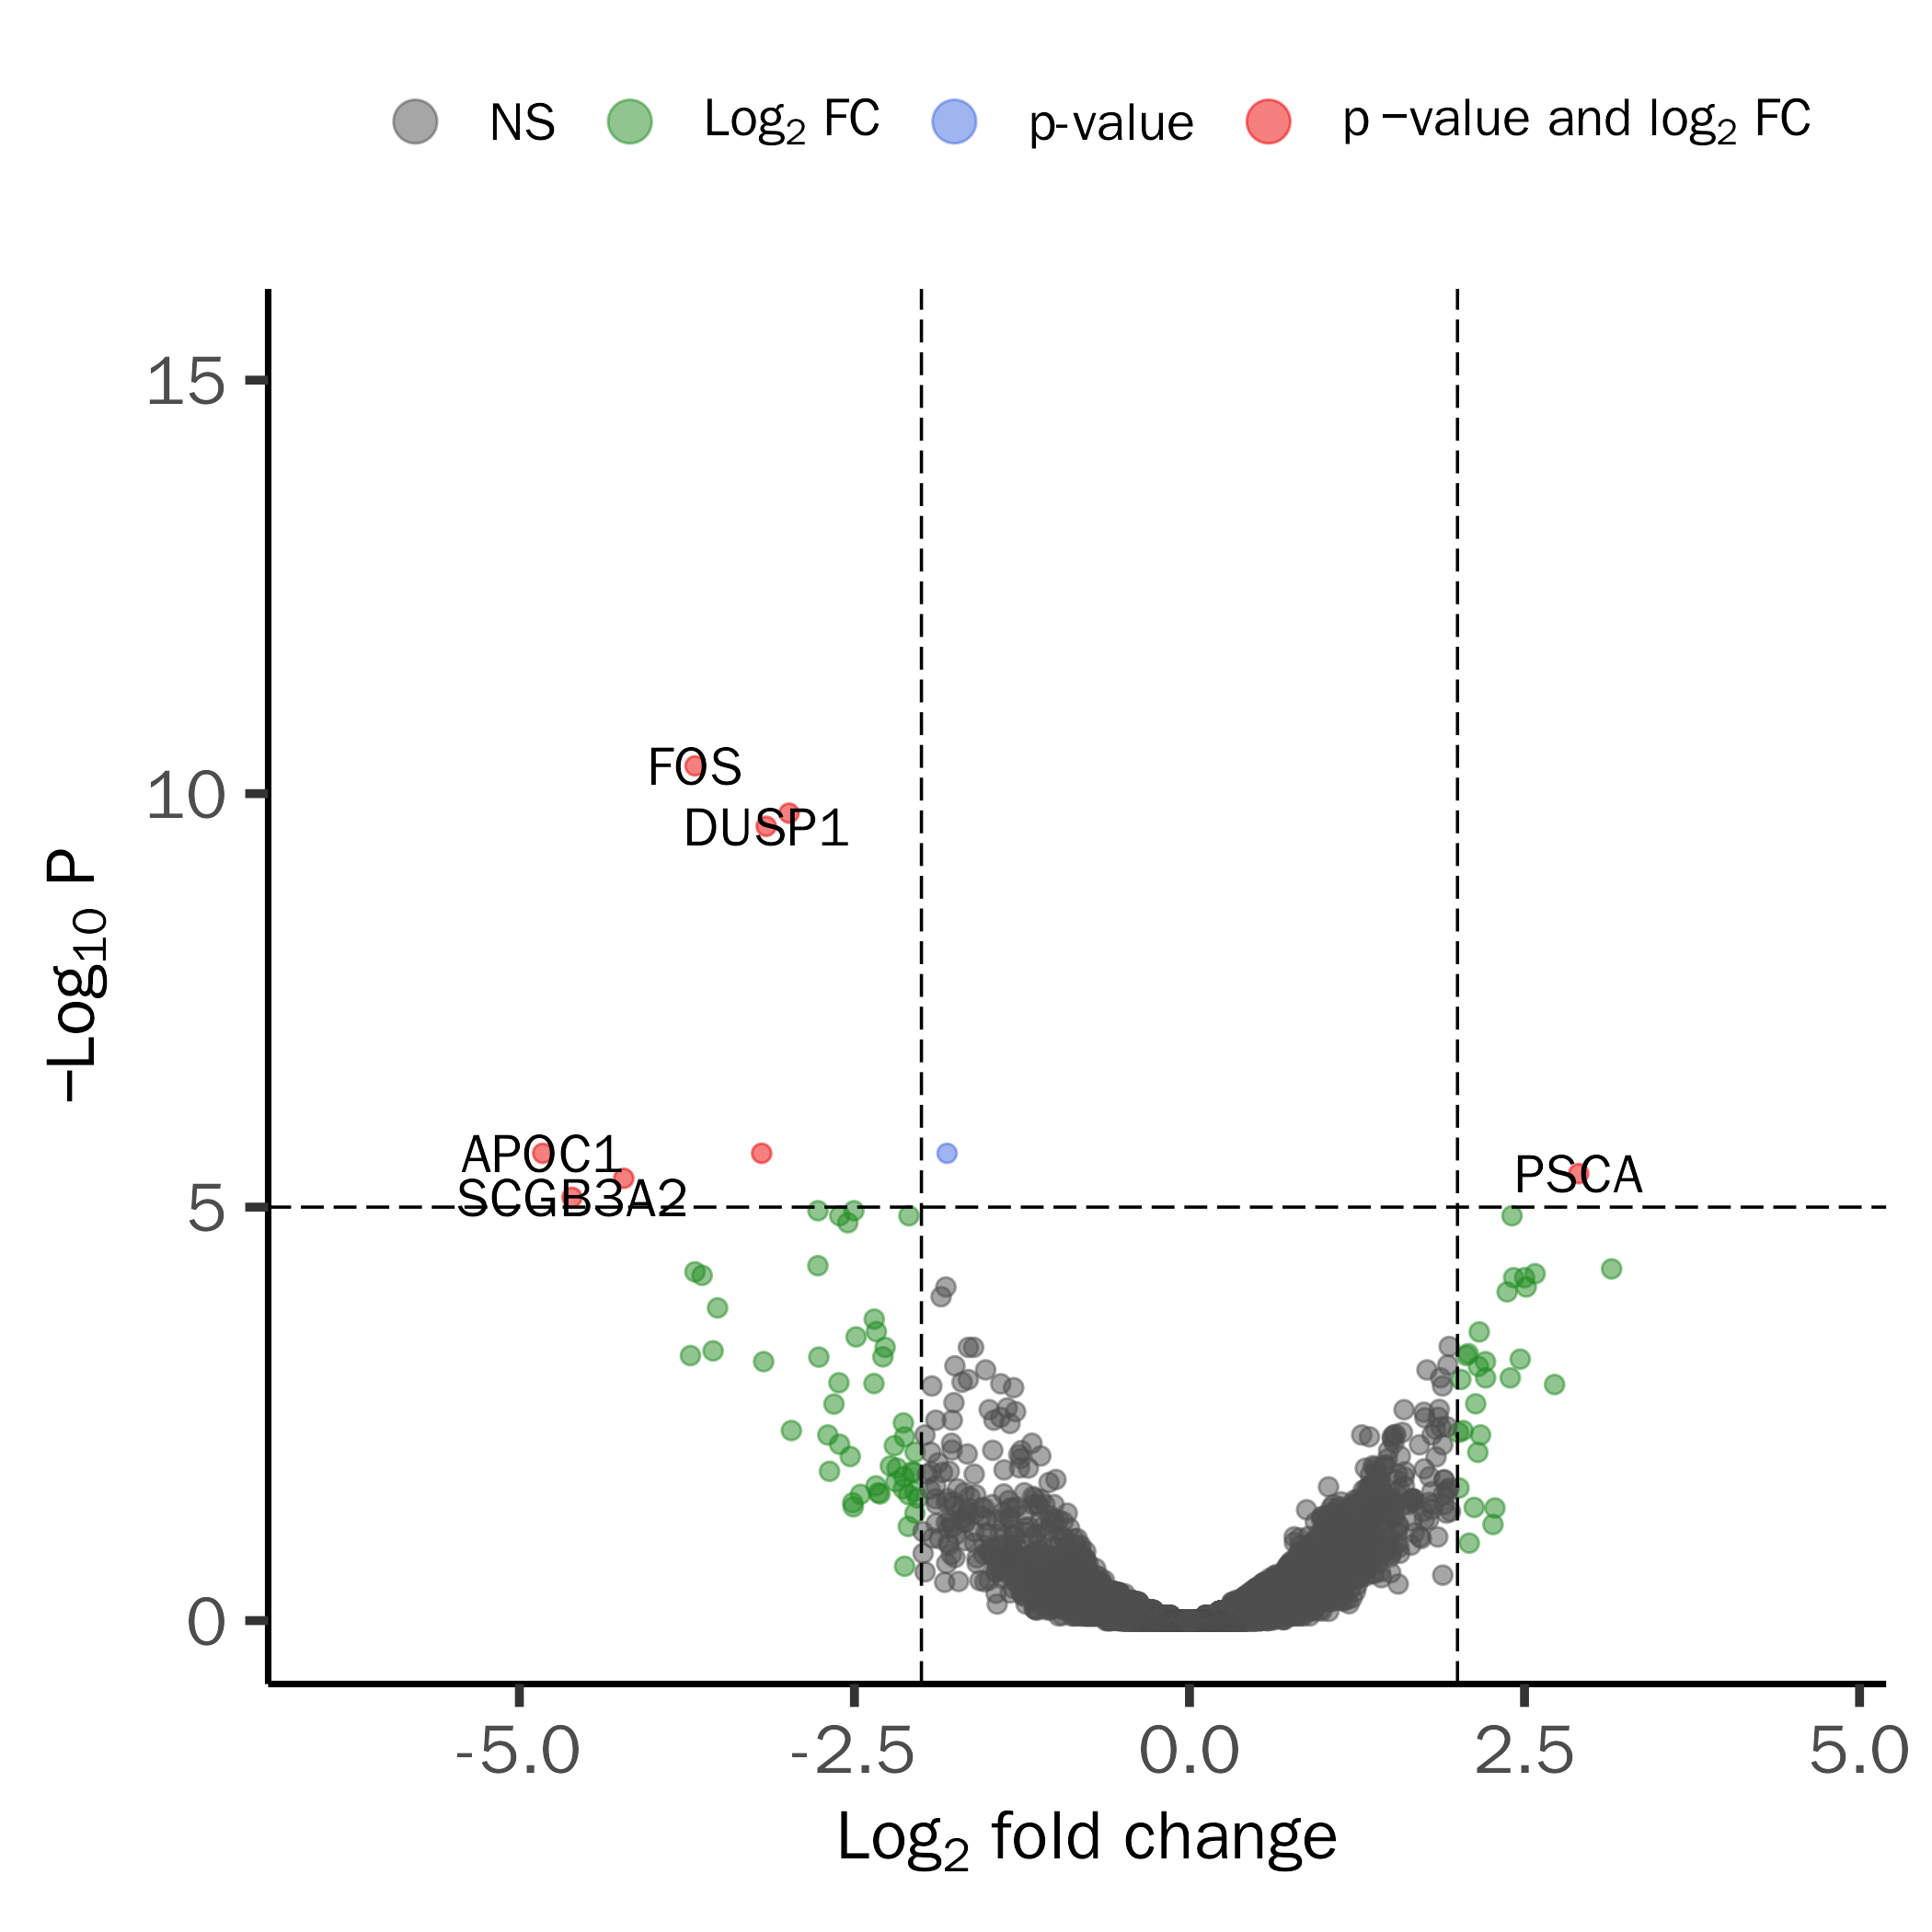 NS Log2 FC p-value p −value and log2 FC
15
10
5
0
−Log10 P
FOS
DUSP1
APOC1
SCGB3A2
PSCA
-5.0 -2.5 0.0 2.5 5.0
Log2 fold change